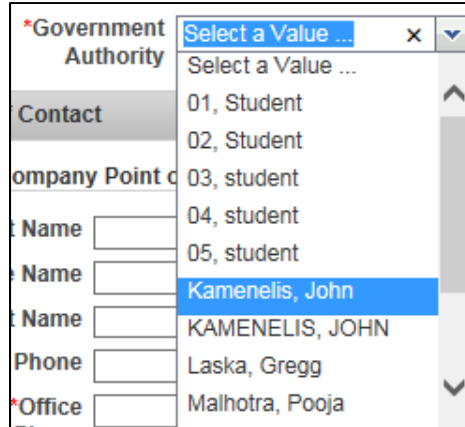 *Government Authority
Select a Value ...
Select a Value ...
01, Student
02, Student
03, student
04, student
05, student
Kamenelis, John
KAMENELIS, JOHN
Laska, Gregg
Malhotra, Pooja
Contact
ompany Point o
t Name
Name
t Name
Phone
*Office